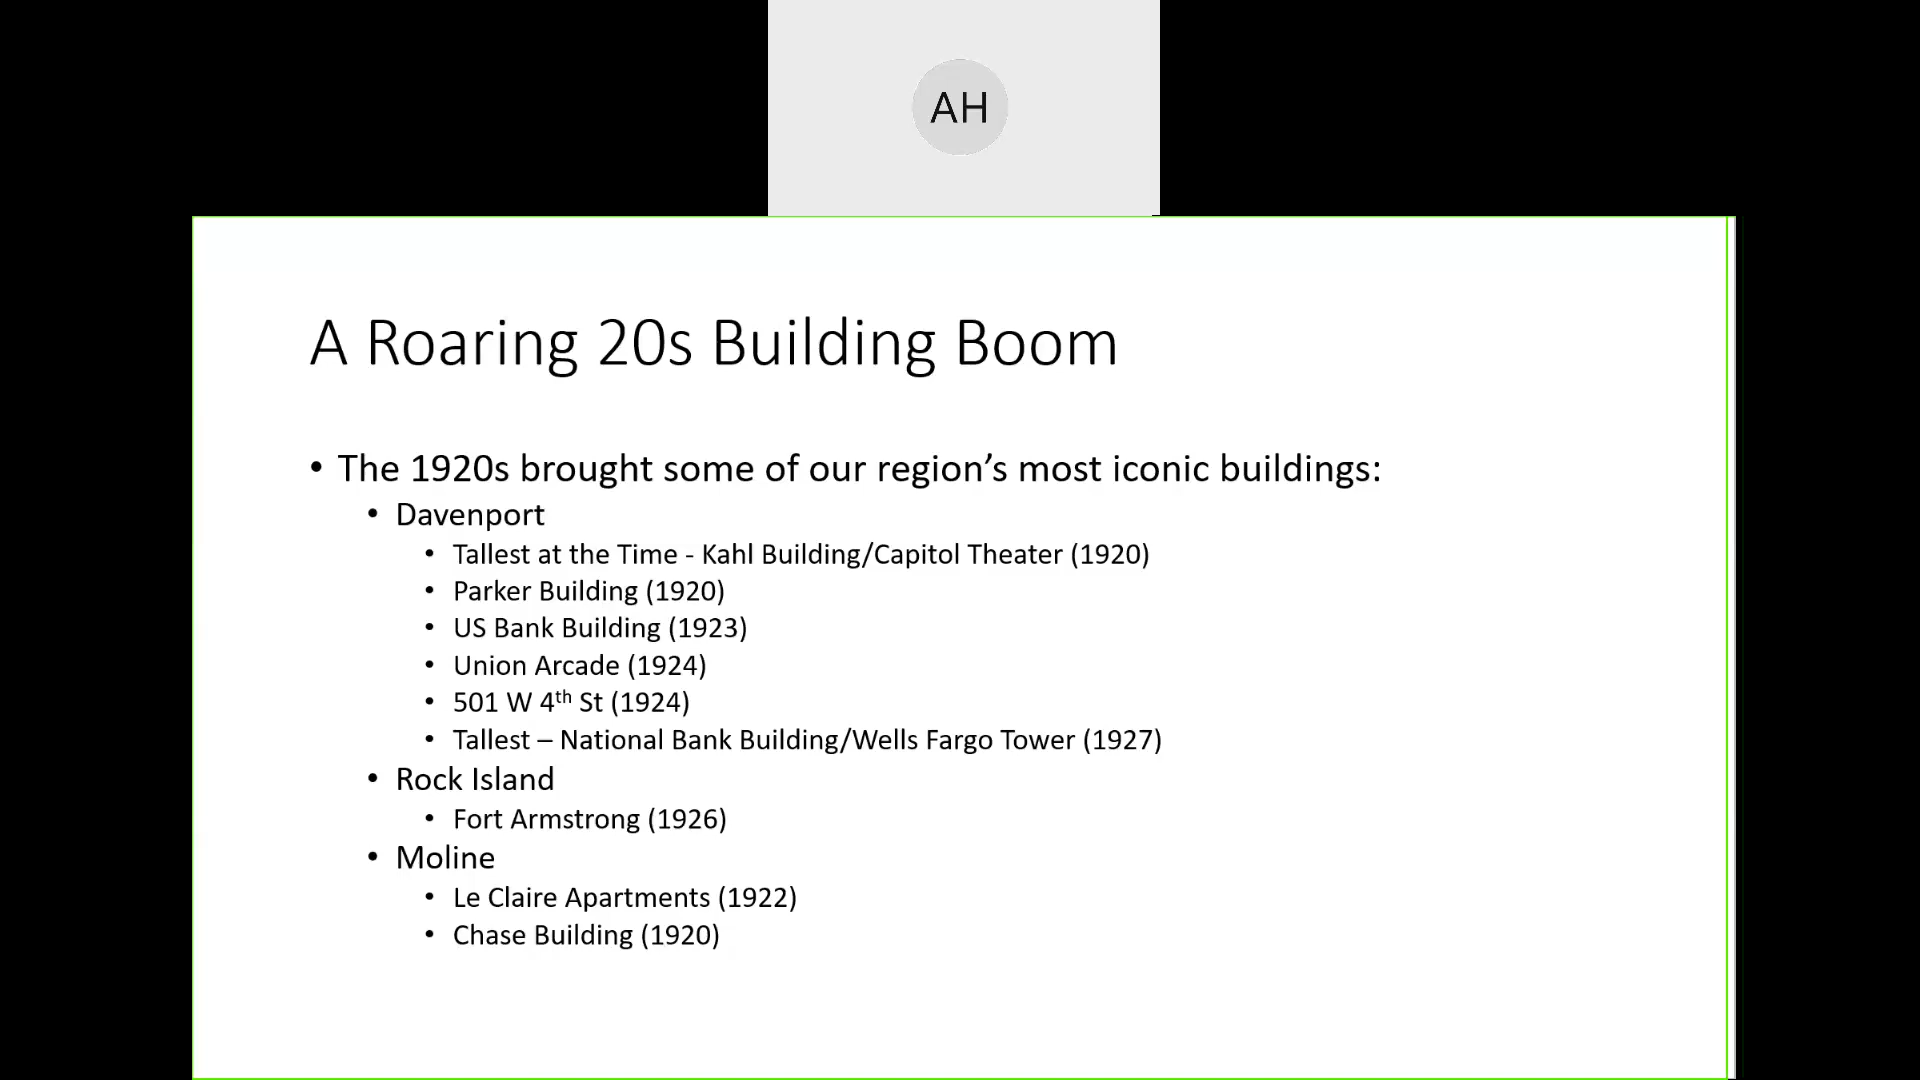 AH
A Roaring 20s Building Boom
• The 1920s brought some of our region’s most iconic buildings:
• Davenport
• Tallest at the Time - Kahl Building/Capitol Theater (1920)
• Parker Building (1920)
• US Bank Building (1923)
• Union Arcade (1924)
• 501 W 4th St (1924)
• Tallest – National Bank Building/Wells Fargo Tower (1927)
• Rock Island
• Fort Armstrong (1926)
• Moline
• Le Claire Apartments (1922)
• Chase Building (1920)